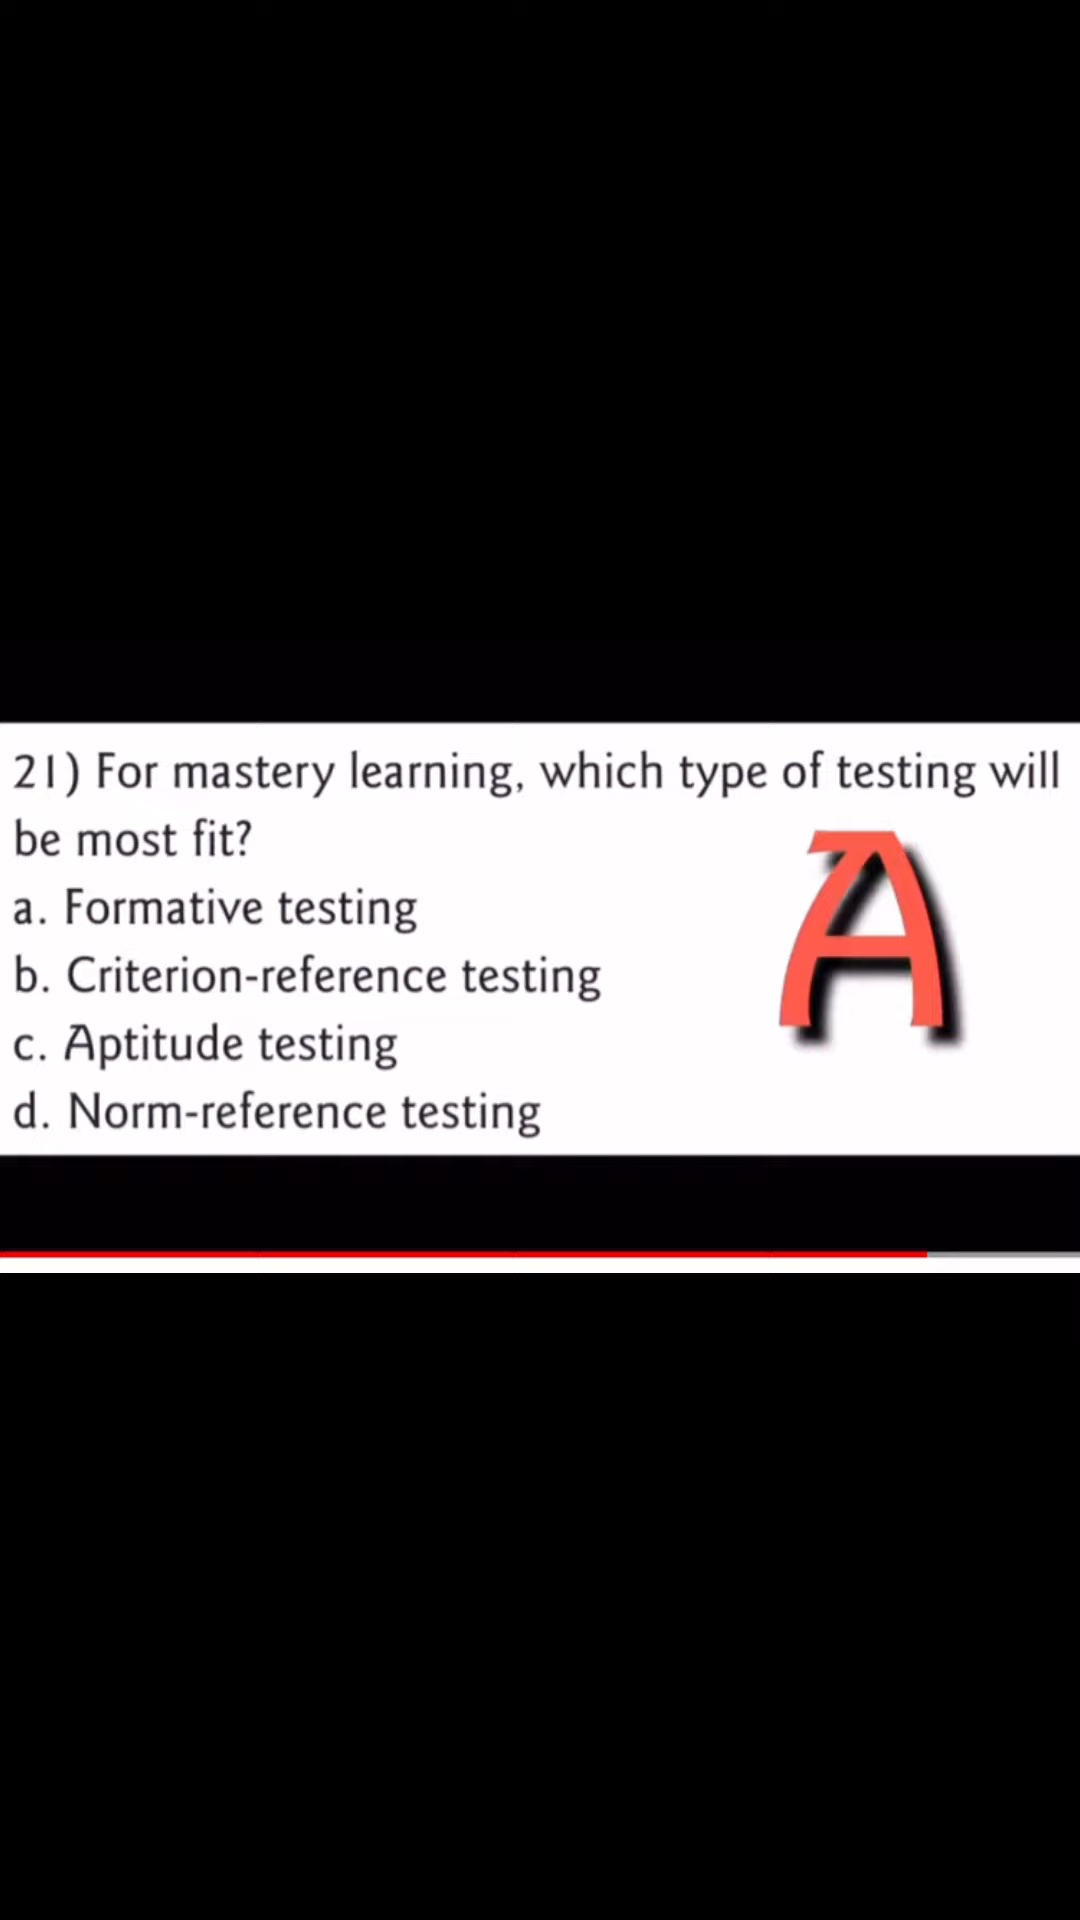 21) For mastery learning, which type of testing will
be most fit?
a. Formative testing
b. Criterion-reference testing
c. Aptitude testing
d. Norm-reference testing
A